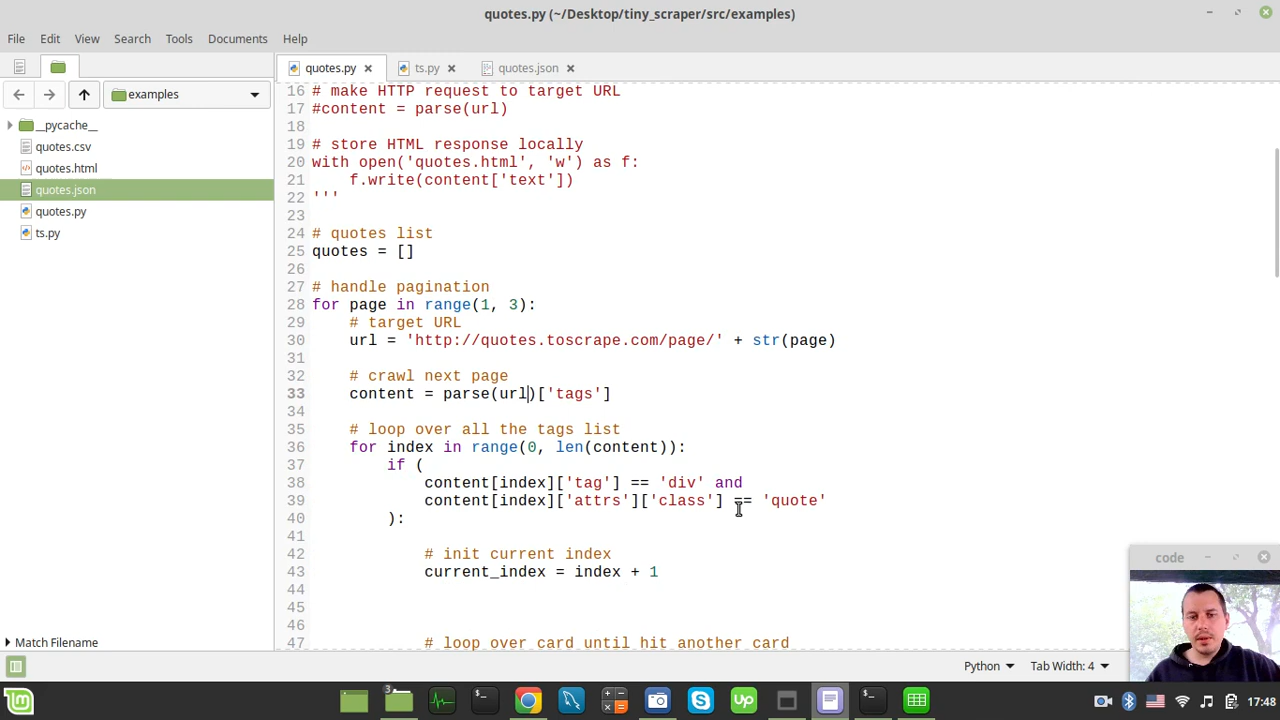 quotes.py (~/Desktop/tiny_scraper/src/examples)
File Edit View Search Tools Documents Help
quotes.py ts.py quotes.json
examples
__pycache__
quotes.csv
quotes.html
quotes.json
quotes.py
ts.py
Match Filename
16 # make HTTP request to target URL
17 #content = parse(url)
18
19 # store HTML response locally
20 with open('quotes.html', 'w') as f:
21     f.write(content['text'])
22 '''
23
24 # quotes list
25 quotes = []
26
27 # handle pagination
28 for page in range(1, 3):
29     # target URL
30     url = 'http://quotes.toscrape.com/page/' + str(page)
31
32     # crawl next page
33     content = parse(url)['tags']
34
35     # loop over all the tags list
36     for index in range(0, len(content)):
37         if (
38             content[index]['tag'] == 'div' and
39             content[index]['attrs']['class'] == 'quote'
40         ):
41
42             # init current index
43             current_index = index + 1
44
45
46
47             # loop over card until hit another card
code
Python Tab Width: 4
3
$_
up
$_
17:48